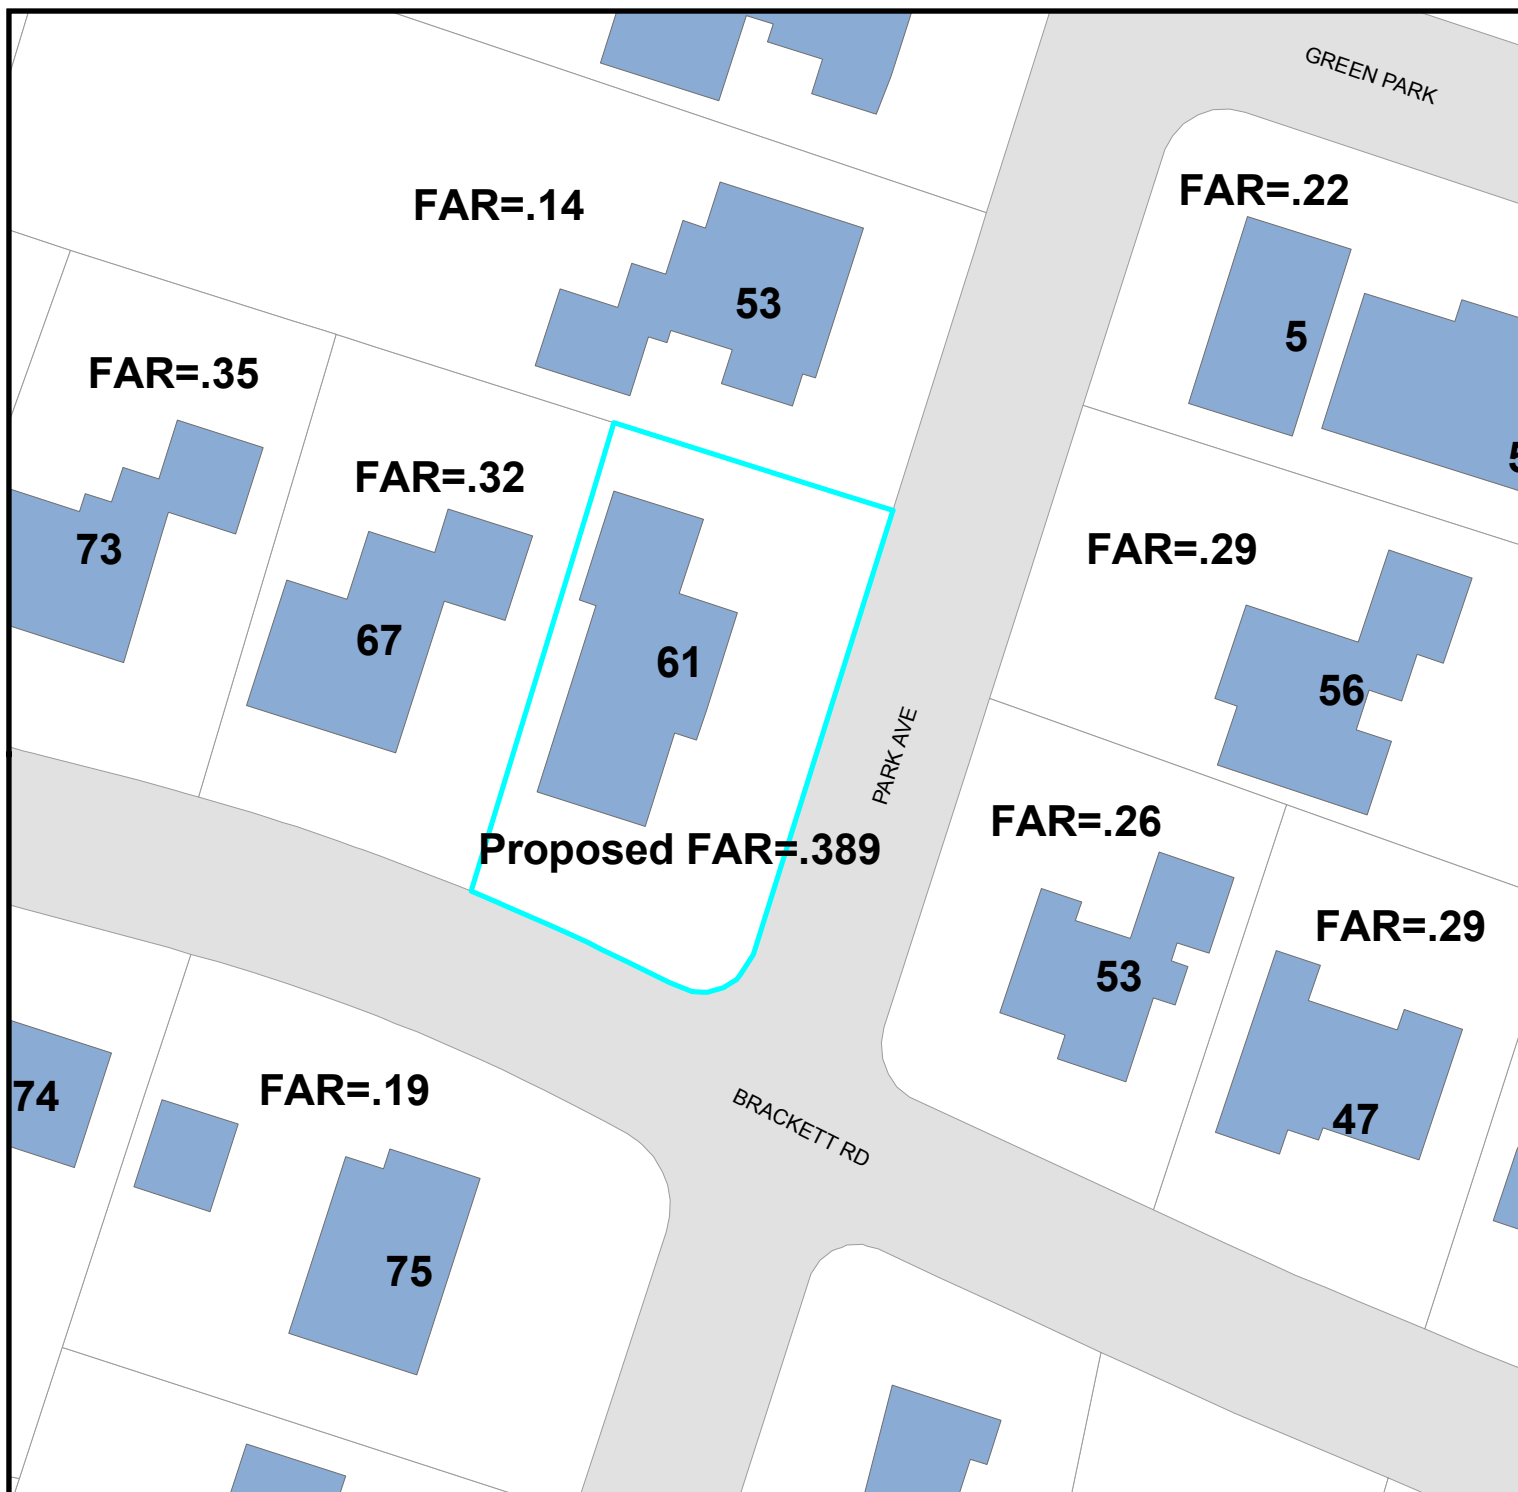 GREEN PARK
FAR=.22
FAR=.14
53
5
FAR=.35
FAR=.32
5
73
FAR=.29
67
61
56
PARK AVE
FAR=.26
Proposed FAR=.389
FAR=.29
53
74
FAR=.19
47
BRACKETT RD
75